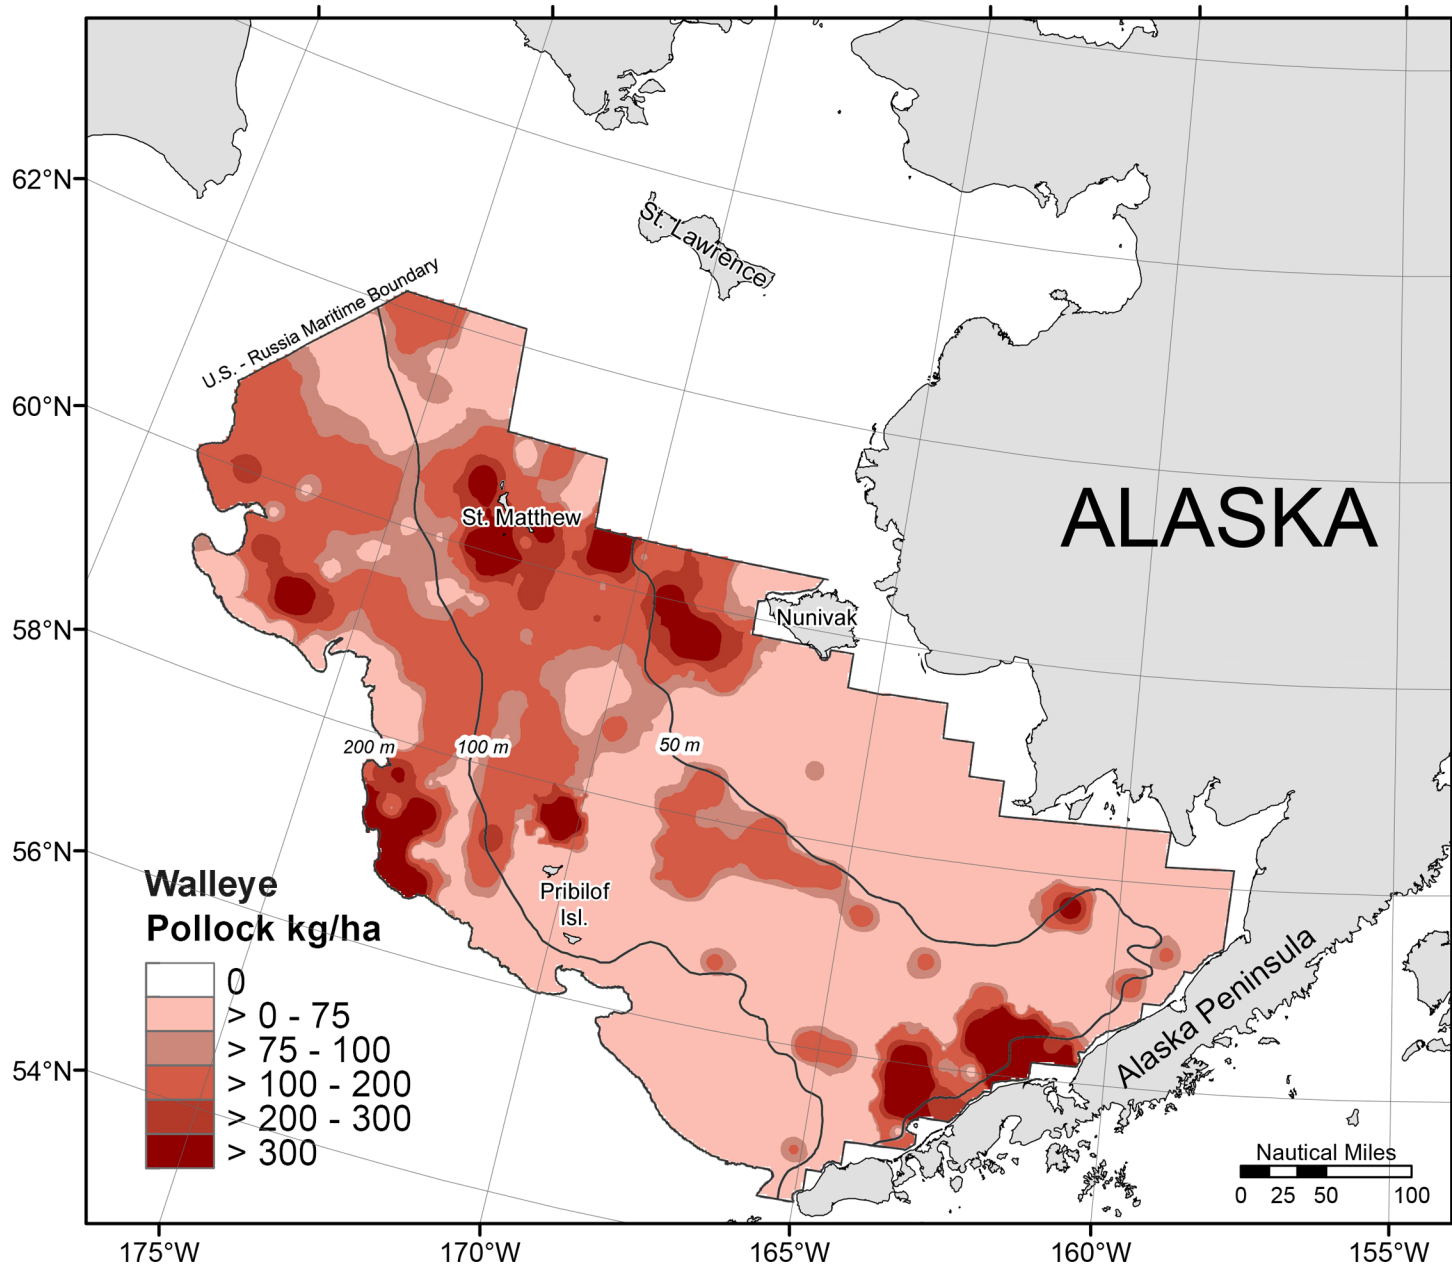 62°N
60°N
58°N
56°N
54°N
St. Lawrence
U.S. - Russia Maritime Boundary
ALASKA
St. Matthew
Nunivak
200 m
100 m
50 m
Pribilof
Isl.
Alaska Peninsula
Walleye
Pollock kg/ha
0
> 0 - 75
> 75 - 100
> 100 - 200
> 200 - 300
> 300
Nautical Miles
0 25 50 100
175°W 170°W 165°W 160°W 155°W